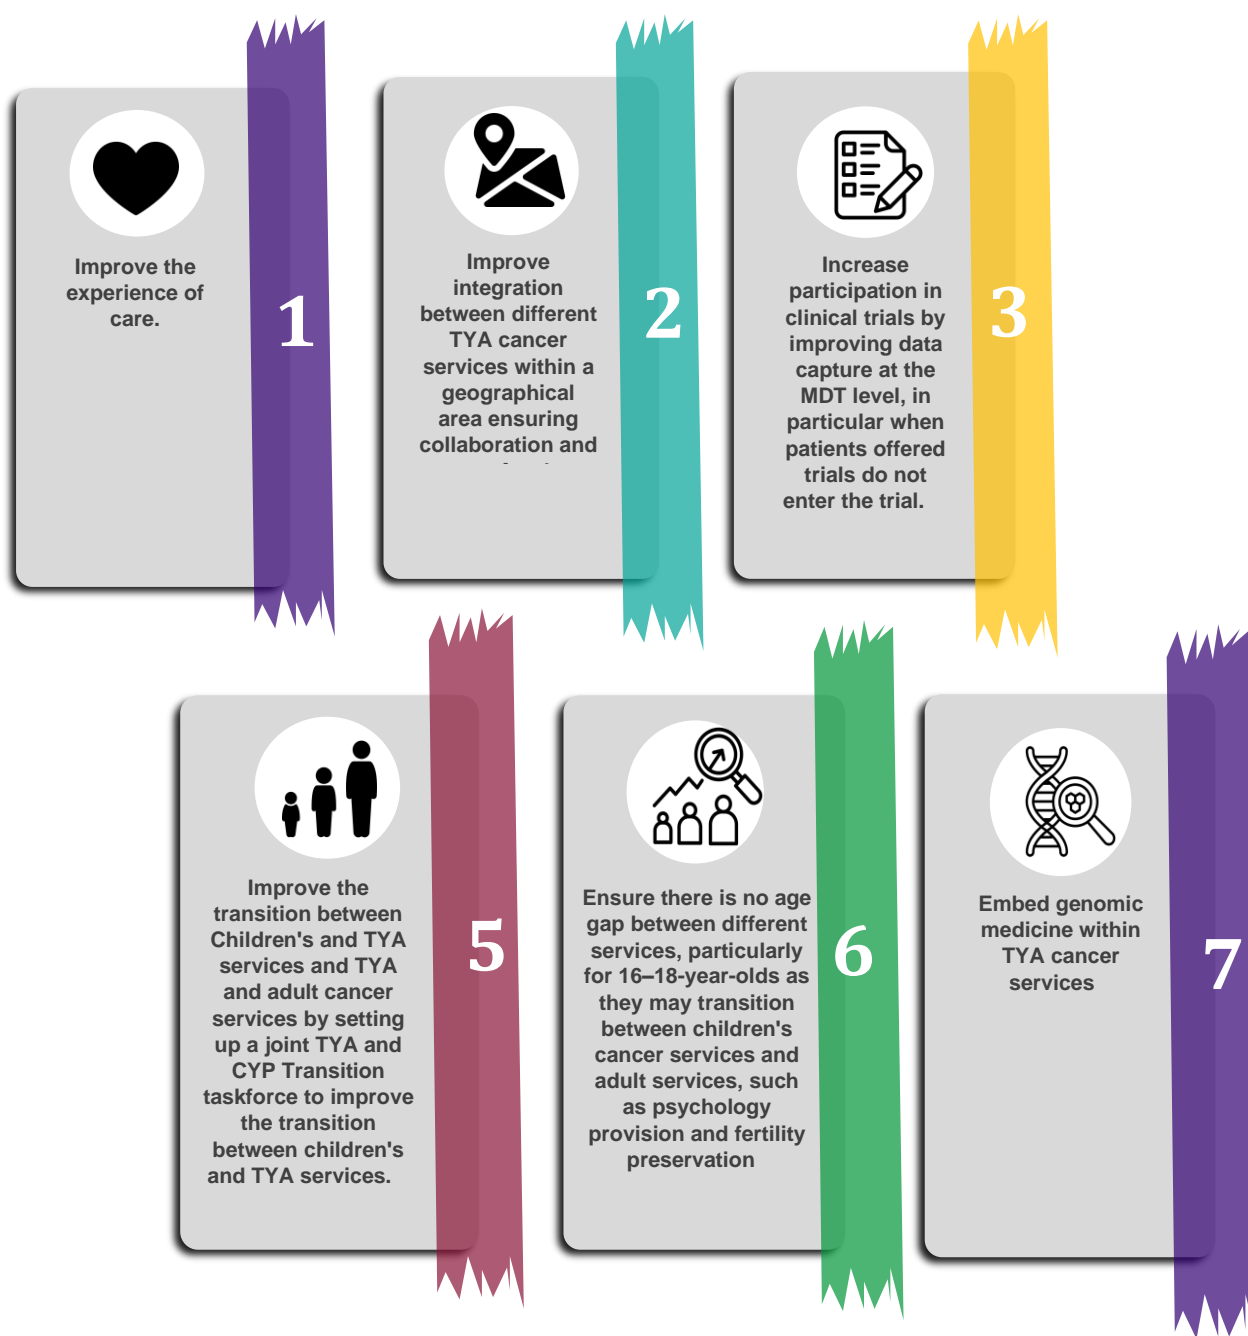 Improve the
experience of
care.
1
Improve
integration
between different
TYA cancer
services within a
geographical
area ensuring
collaboration and
2
Increase
participation in
clinical trials by
improving data
capture at the
MDT level, in
particular when
patients offered
trials do not
enter the trial.
3
Improve the
transition between
Children's and TYA
services and TYA
and adult cancer
services by setting
up a joint TYA and
CYP Transition
taskforce to improve
the transition
between children's
and TYA services.
5
Ensure there is no age
gap between different
services, particularly
for 16–18-year-olds as
they may transition
between children's
cancer services and
adult services, such
as psychology
provision and fertility
preservation
6
Embed genomic
medicine within
TYA cancer
services
7